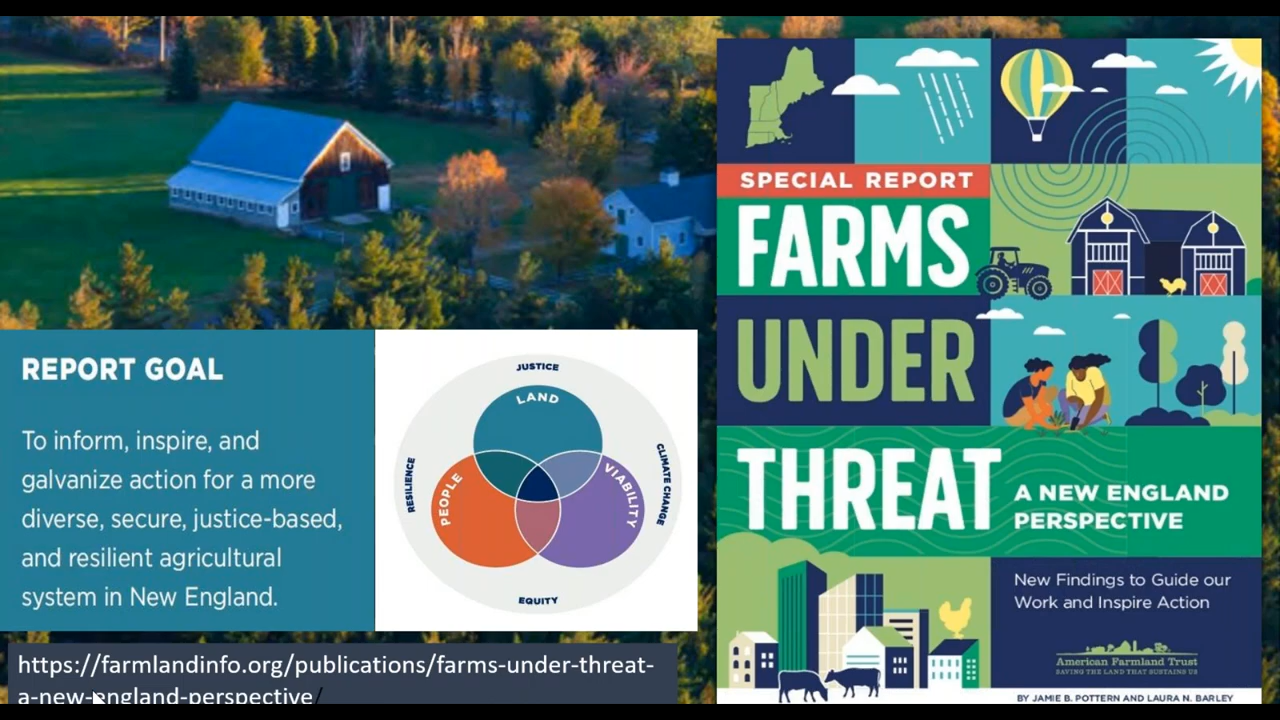 REPORT GOAL
To inform, inspire, and
galvanize action for a more
diverse, secure, justice-based,
and resilient agricultural
system in New England.
JUSTICE
LAND
RESILIENCE
PEOPLE
VIABILITY
CLIMATE CHANGE
EQUITY
https://farmlandinfo.org/publications/farms-under-threat-
a-new-england-perspective/
SPECIAL REPORT
FARMS
UNDER
THREAT
A NEW ENGLAND
PERSPECTIVE
New Findings to Guide our
Work and Inspire Action
American Farmland Trust
SAVING THE LAND THAT SUSTAINS US
BY JAMIE B. POTTERN AND LAURA N. BARLEY